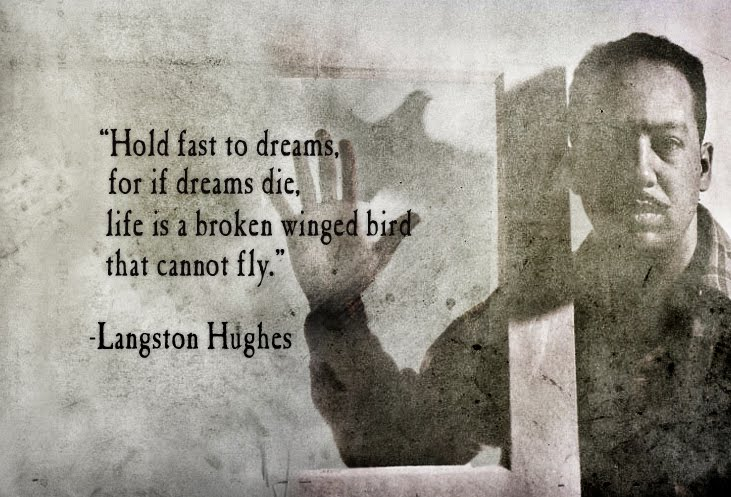 “Hold fast to dreams,
for if dreams die,
life is a broken winged bird
that cannot fly.”
-Langston Hughes